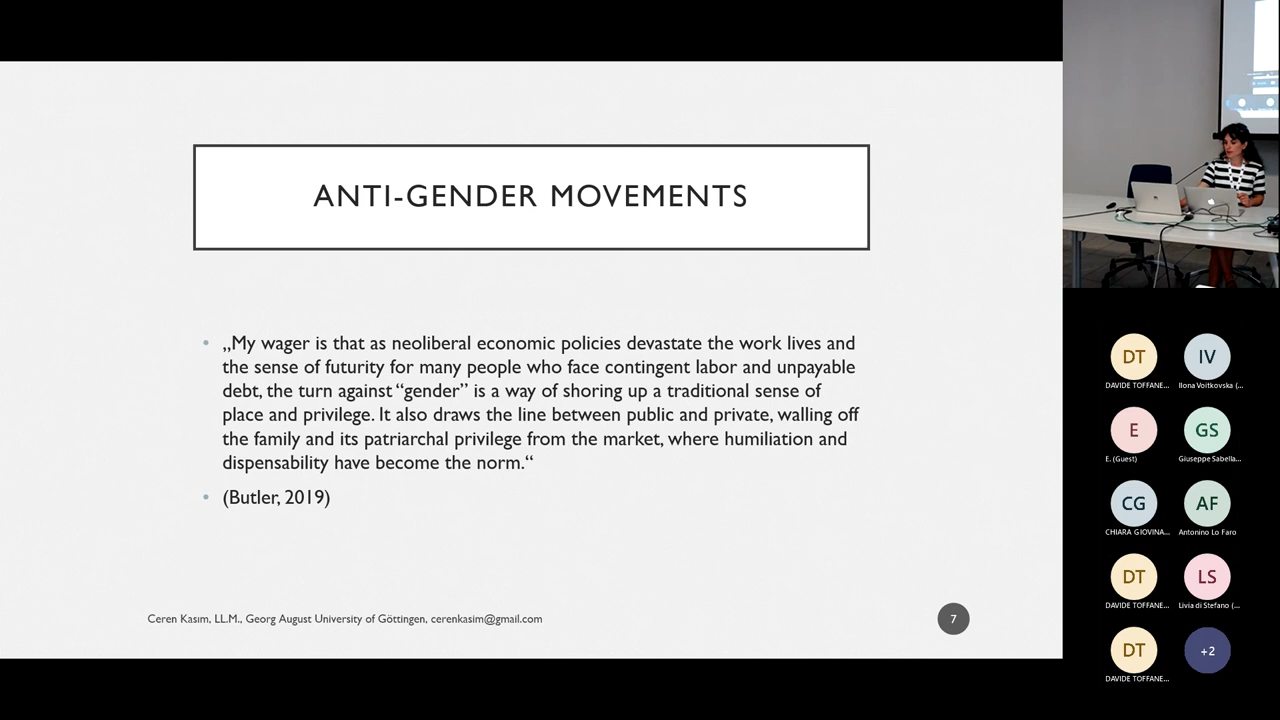 ANTI-GENDER MOVEMENTS
• „My wager is that as neoliberal economic policies devastate the work lives and
the sense of futurity for many people who face contingent labor and unpayable
debt, the turn against “gender” is a way of shoring up a traditional sense of
place and privilege. It also draws the line between public and private, walling off
the family and its patriarchal privilege from the market, where humiliation and
dispensability have become the norm.“
• (Butler, 2019)
Ceren Kasım, LL.M., Georg August University of Göttingen, cerenkasim@gmail.com
7
DT
IV
DAVIDE TOFFANE...
Ilona Voitkovska (...
E
GS
E. (Guest)
Giuseppe Sabella...
CG
AF
CHIARA GIOVINA...
Antonino Lo Faro
DT
LS
DAVIDE TOFFANE...
Livia di Stefano (...
DT
+2
DAVIDE TOFFANE...